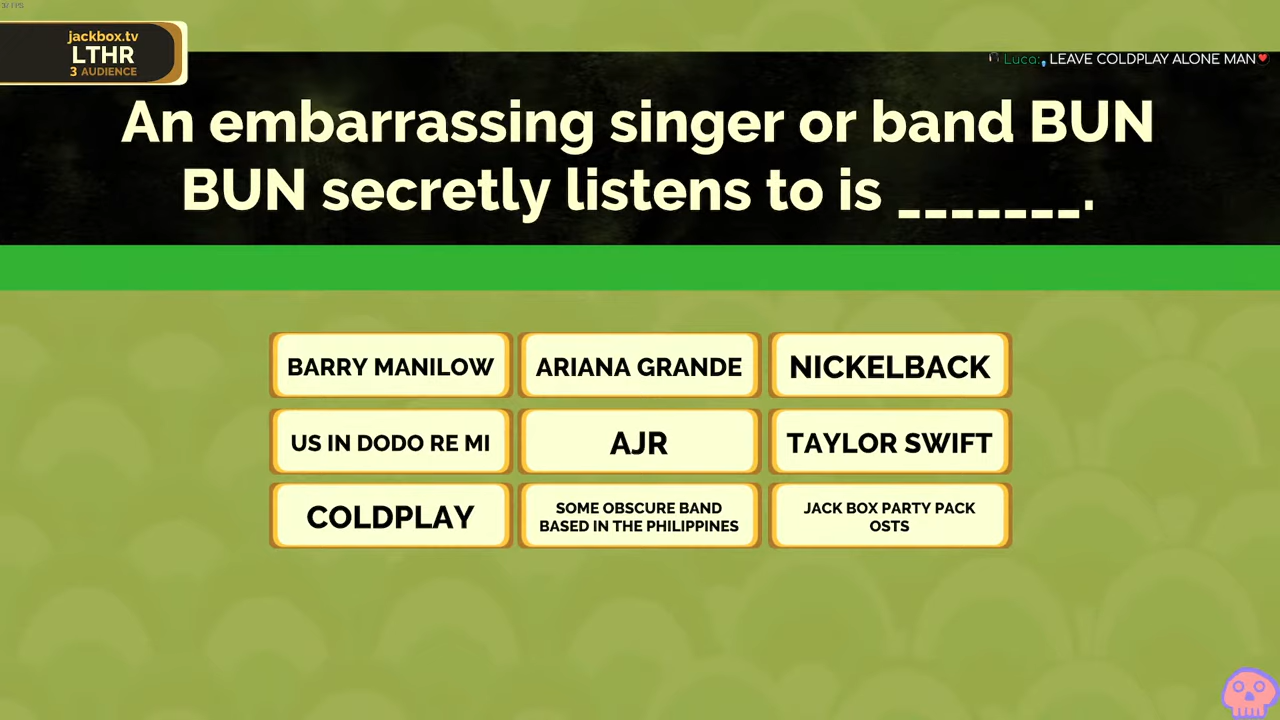 jackbox.tv
LTHR
3 AUDIENCE
Luca: LEAVE COLDPLAY ALONE MAN
An embarrassing singer or band BUN
BUN secretly listens to is _______.
BARRY MANILOW
ARIANA GRANDE
NICKELBACK
US IN DODO RE MI
AJR
TAYLOR SWIFT
COLDPLAY
SOME OBSCURE BAND
BASED IN THE PHILIPPINES
JACK BOX PARTY PACK
OSTS